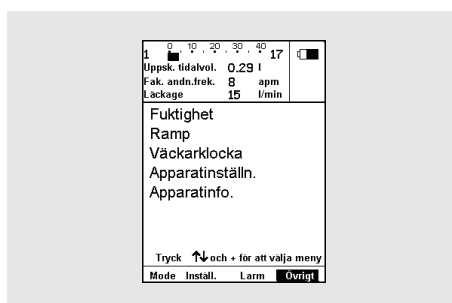 0 10 20 30 40
1 17
Uppsk. tidalvol. 0.29 l
Fak. andn.frek. 8 apm
Läckage 15 l/min
Fuktighet
Ramp
Väckarklocka
Apparatinställn.
Apparatinfo.
Tryck ↑↓ och + för att välja meny
Mode Inställ. Larm Övrigt